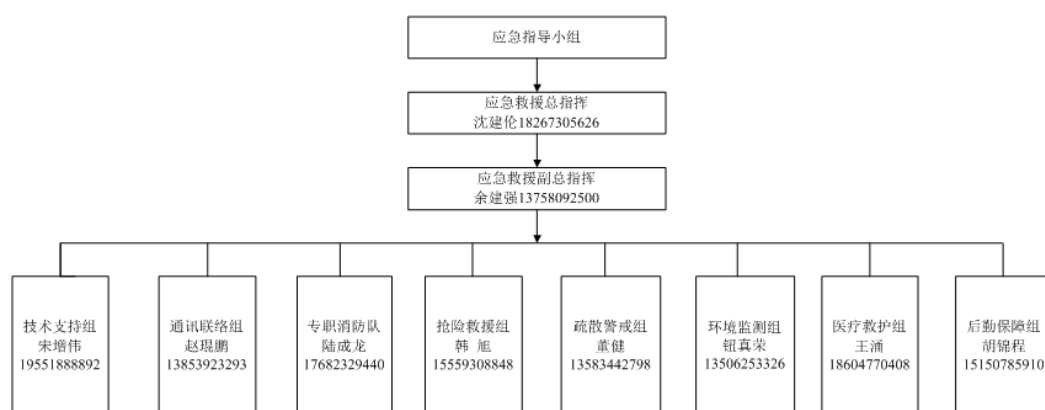 应急指导小组
应急救援总指挥
沈建伦18267305626
应急救援副总指挥
余建强13758092500
技术支持组
宋增伟
19551888892
通讯联络组
赵琨鹏
13853923293
专职消防队
陆成龙
17682329440
抢险救援组
韩 旭
15559308848
疏散警戒组
董健
13583442798
环境监测组
钮真荣
13506253326
医疗救护组
王涌
18604770408
后勤保障组
胡锦程
15150785910